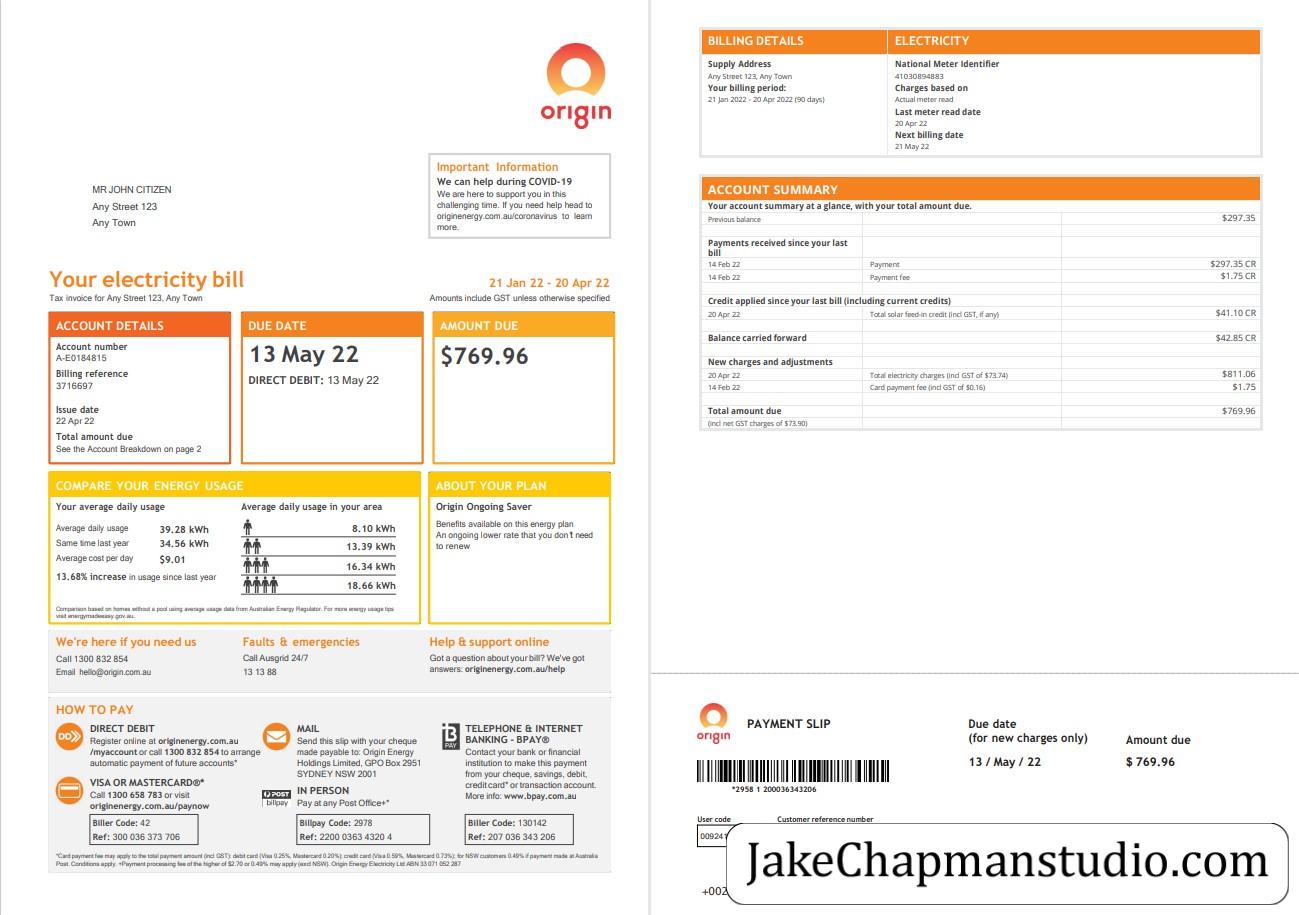 origin
Important Information
We can help during COVID-19
We are here to support you in this
challenging time. If you need help head to
originenergy.com.au/coronavirus to learn
more.
MR JOHN CITIZEN
Any Street 123
Any Town
Your electricity bill
21 Jan 22 - 20 Apr 22
Tax invoice for Any Street 123, Any Town
Amounts include GST unless otherwise specified
ACCOUNT DETAILS
Account number
A-E0184815
Billing reference
3716697
Issue date
22 Apr 22
Total amount due
See the Account Breakdown on page 2
DUE DATE
13 May 22
DIRECT DEBIT: 13 May 22
AMOUNT DUE
$769.96
COMPARE YOUR ENERGY USAGE
Your average daily usage
Average daily usage 39.28 kWh
Same time last year 34.56 kWh
Average cost per day $9.01
13.68% increase in usage since last year
Average daily usage in your area
8.10 kWh
13.39 kWh
16.34 kWh
18.66 kWh
Comparison based on homes without a pool using average usage data from Australian Energy Regulator. For more energy usage tips
visit energymadeeasy.gov.au.
ABOUT YOUR PLAN
Origin Ongoing Saver
Benefits available on this energy plan
An ongoing lower rate that you don't need
to renew
We're here if you need us
Call 1300 832 854
Email hello@origin.com.au
Faults & emergencies
Call Ausgrid 24/7
13 13 88
Help & support online
Got a question about your bill? We've got
answers: originenergy.com.au/help
HOW TO PAY
DD
DIRECT DEBIT
Register online at originenergy.com.au
/myaccount or call 1300 832 854 to arrange
automatic payment of future accounts*
VISA OR MASTERCARD®*
Call 1300 658 783 or visit
originenergy.com.au/paynow
Biller Code: 42
Ref: 300 036 373 706
MAIL
Send this slip with your cheque
made payable to: Origin Energy
Holdings Limited, GPO Box 2951
SYDNEY NSW 2001
POST
billpay
IN PERSON
Pay at any Post Office+*
Billpay Code: 2978
Ref: 2200 0363 4320 4
B
PAY
TELEPHONE & INTERNET
BANKING - BPAY®
Contact your bank or financial
institution to make this payment
from your cheque, savings, debit,
credit card* or transaction account.
More info: www.bpay.com.au
Biller Code: 130142
Ref: 207 036 343 206
*Card payment fee may apply to the total payment amount (incl GST): debit card (Visa 0.25%, Mastercard 0.20%); credit card (Visa 0.59%, Mastercard 0.73%); for NSW customers 0.49% if payment made at Australia
Post. Conditions apply. +Payment processing fee of the higher of $2.70 or 0.49% may apply (excl NSW). Origin Energy Electricity Ltd ABN 33 071 052 287
BILLING DETAILS
Supply Address
Any Street 123, Any Town
Your billing period:
21 Jan 2022 - 20 Apr 2022 (90 days)
ELECTRICITY
National Meter Identifier
41030894883
Charges based on
Actual meter read
Last meter read date
20 Apr 22
Next billing date
21 May 22
ACCOUNT SUMMARY
Your account summary at a glance, with your total amount due.
Previous balance $297.35
Payments received since your last
bill
14 Feb 22 Payment $297.35 CR
14 Feb 22 Payment fee $1.75 CR
Credit applied since your last bill (including current credits)
20 Apr 22 Total solar feed-in credit (incl GST, if any) $41.10 CR
Balance carried forward $42.85 CR
New charges and adjustments
20 Apr 22 Total electricity charges (incl GST of $73.74) $811.06
14 Feb 22 Card payment fee (incl GST of $0.16) $1.75
Total amount due $769.96
(incl net GST charges of $73.90)
origin
PAYMENT SLIP
Due date
(for new charges only)
13 / May / 22
Amount due
$ 769.96
*2958 1 200036343206
User code
Customer reference number
00924
+002
JakeChapmanstudio.com